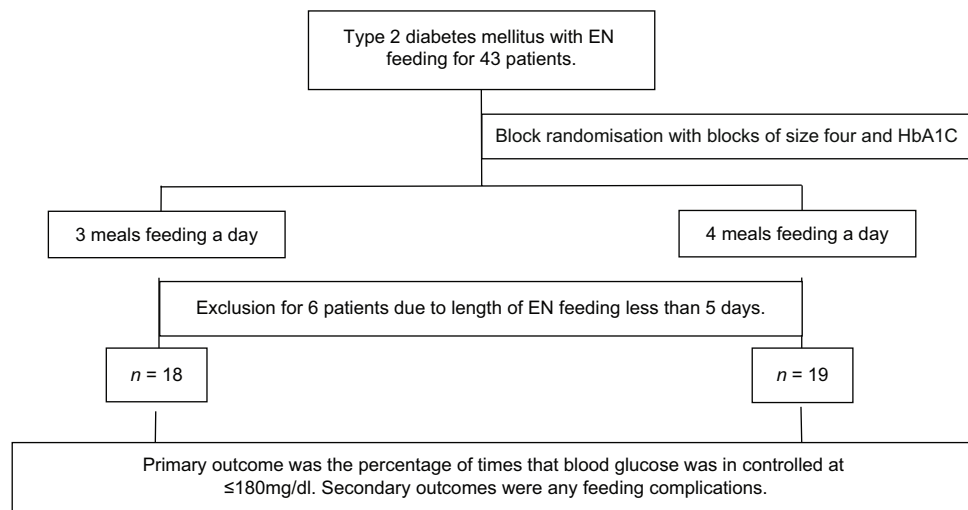 Type 2 diabetes mellitus with EN
feeding for 43 patients.
Block randomisation with blocks of size four and HbA1C
3 meals feeding a day
4 meals feeding a day
Exclusion for 6 patients due to length of EN feeding less than 5 days.
n = 18
n = 19
Primary outcome was the percentage of times that blood glucose was in controlled at
≤180mg/dl. Secondary outcomes were any feeding complications.